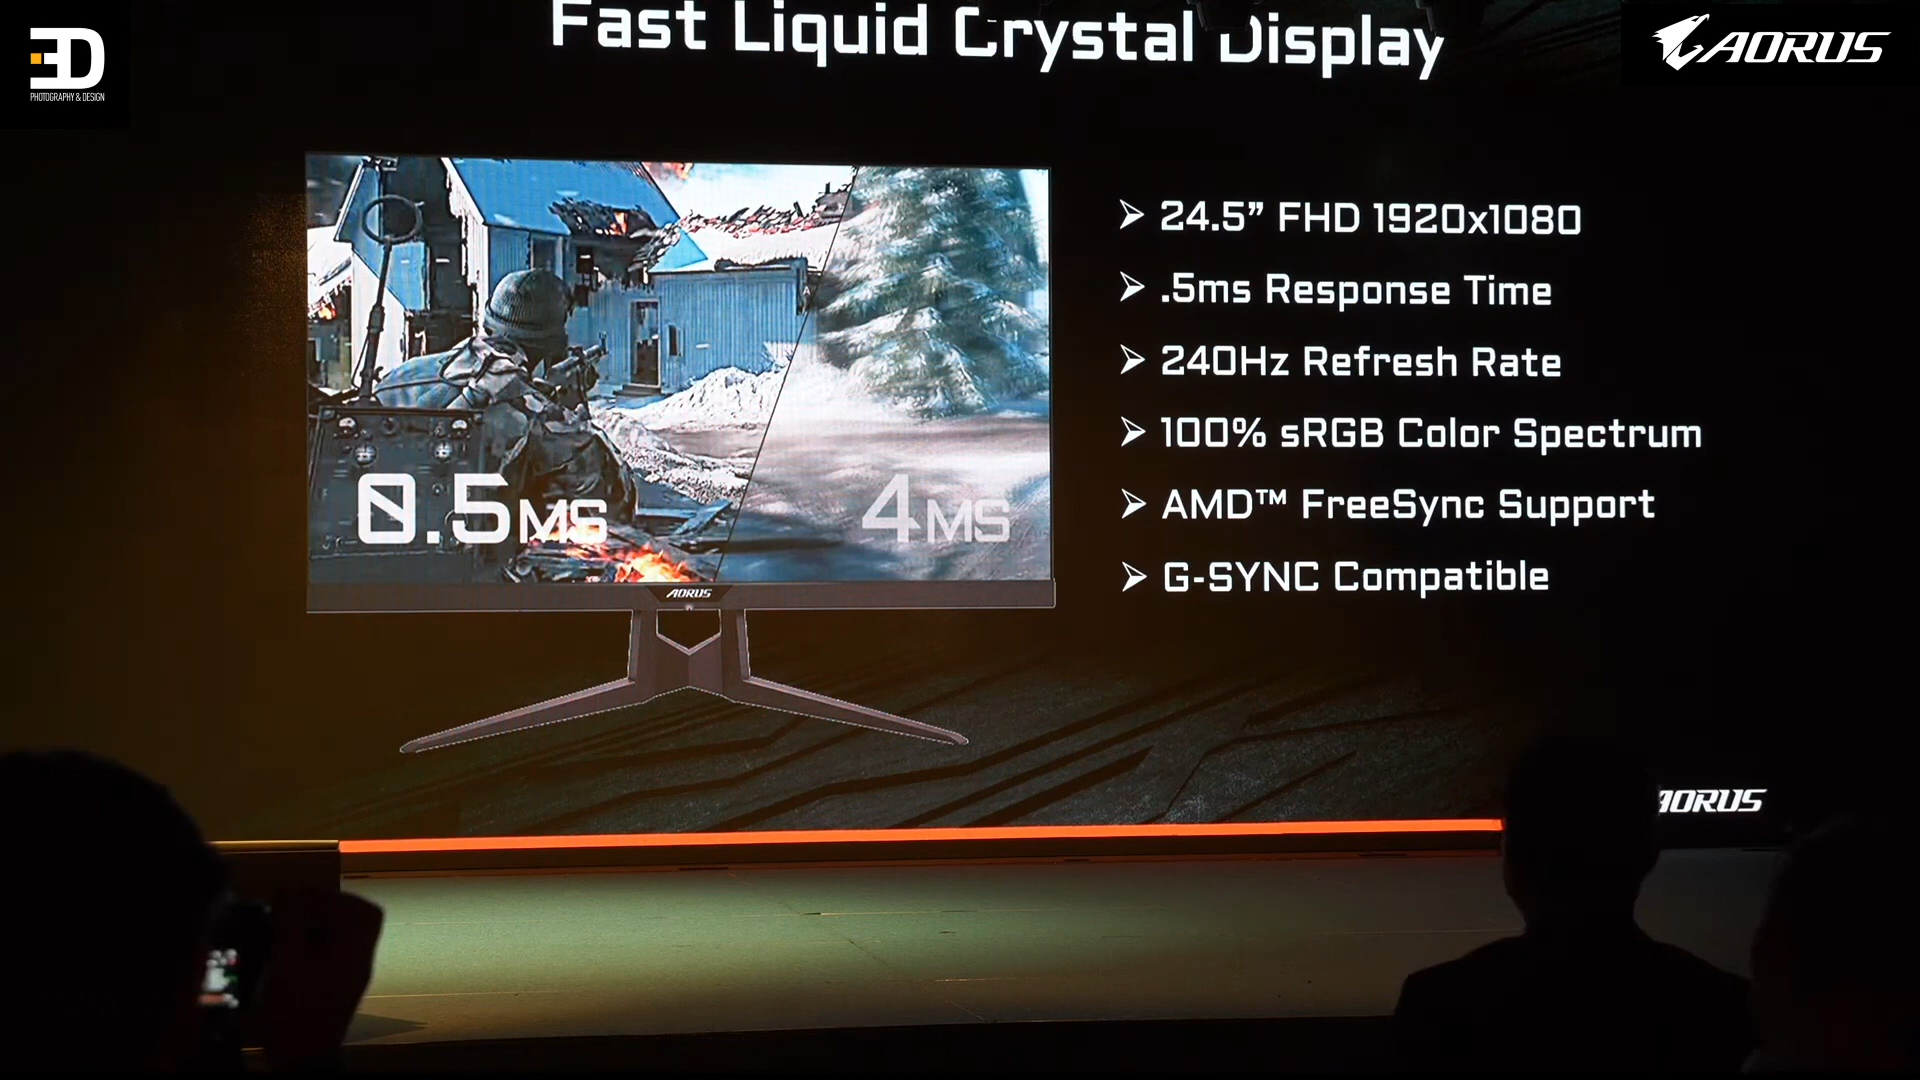 Fast Liquid Crystal Display
3D
PHOTOGRAPHY & DESIGN
AORUS
24.5” FHD 1920x1080
.5ms Response Time
240Hz Refresh Rate
100% sRGB Color Spectrum
AMD™ FreeSync Support
G-SYNC Compatible
0.5MS
4MS
AORUS
AORUS